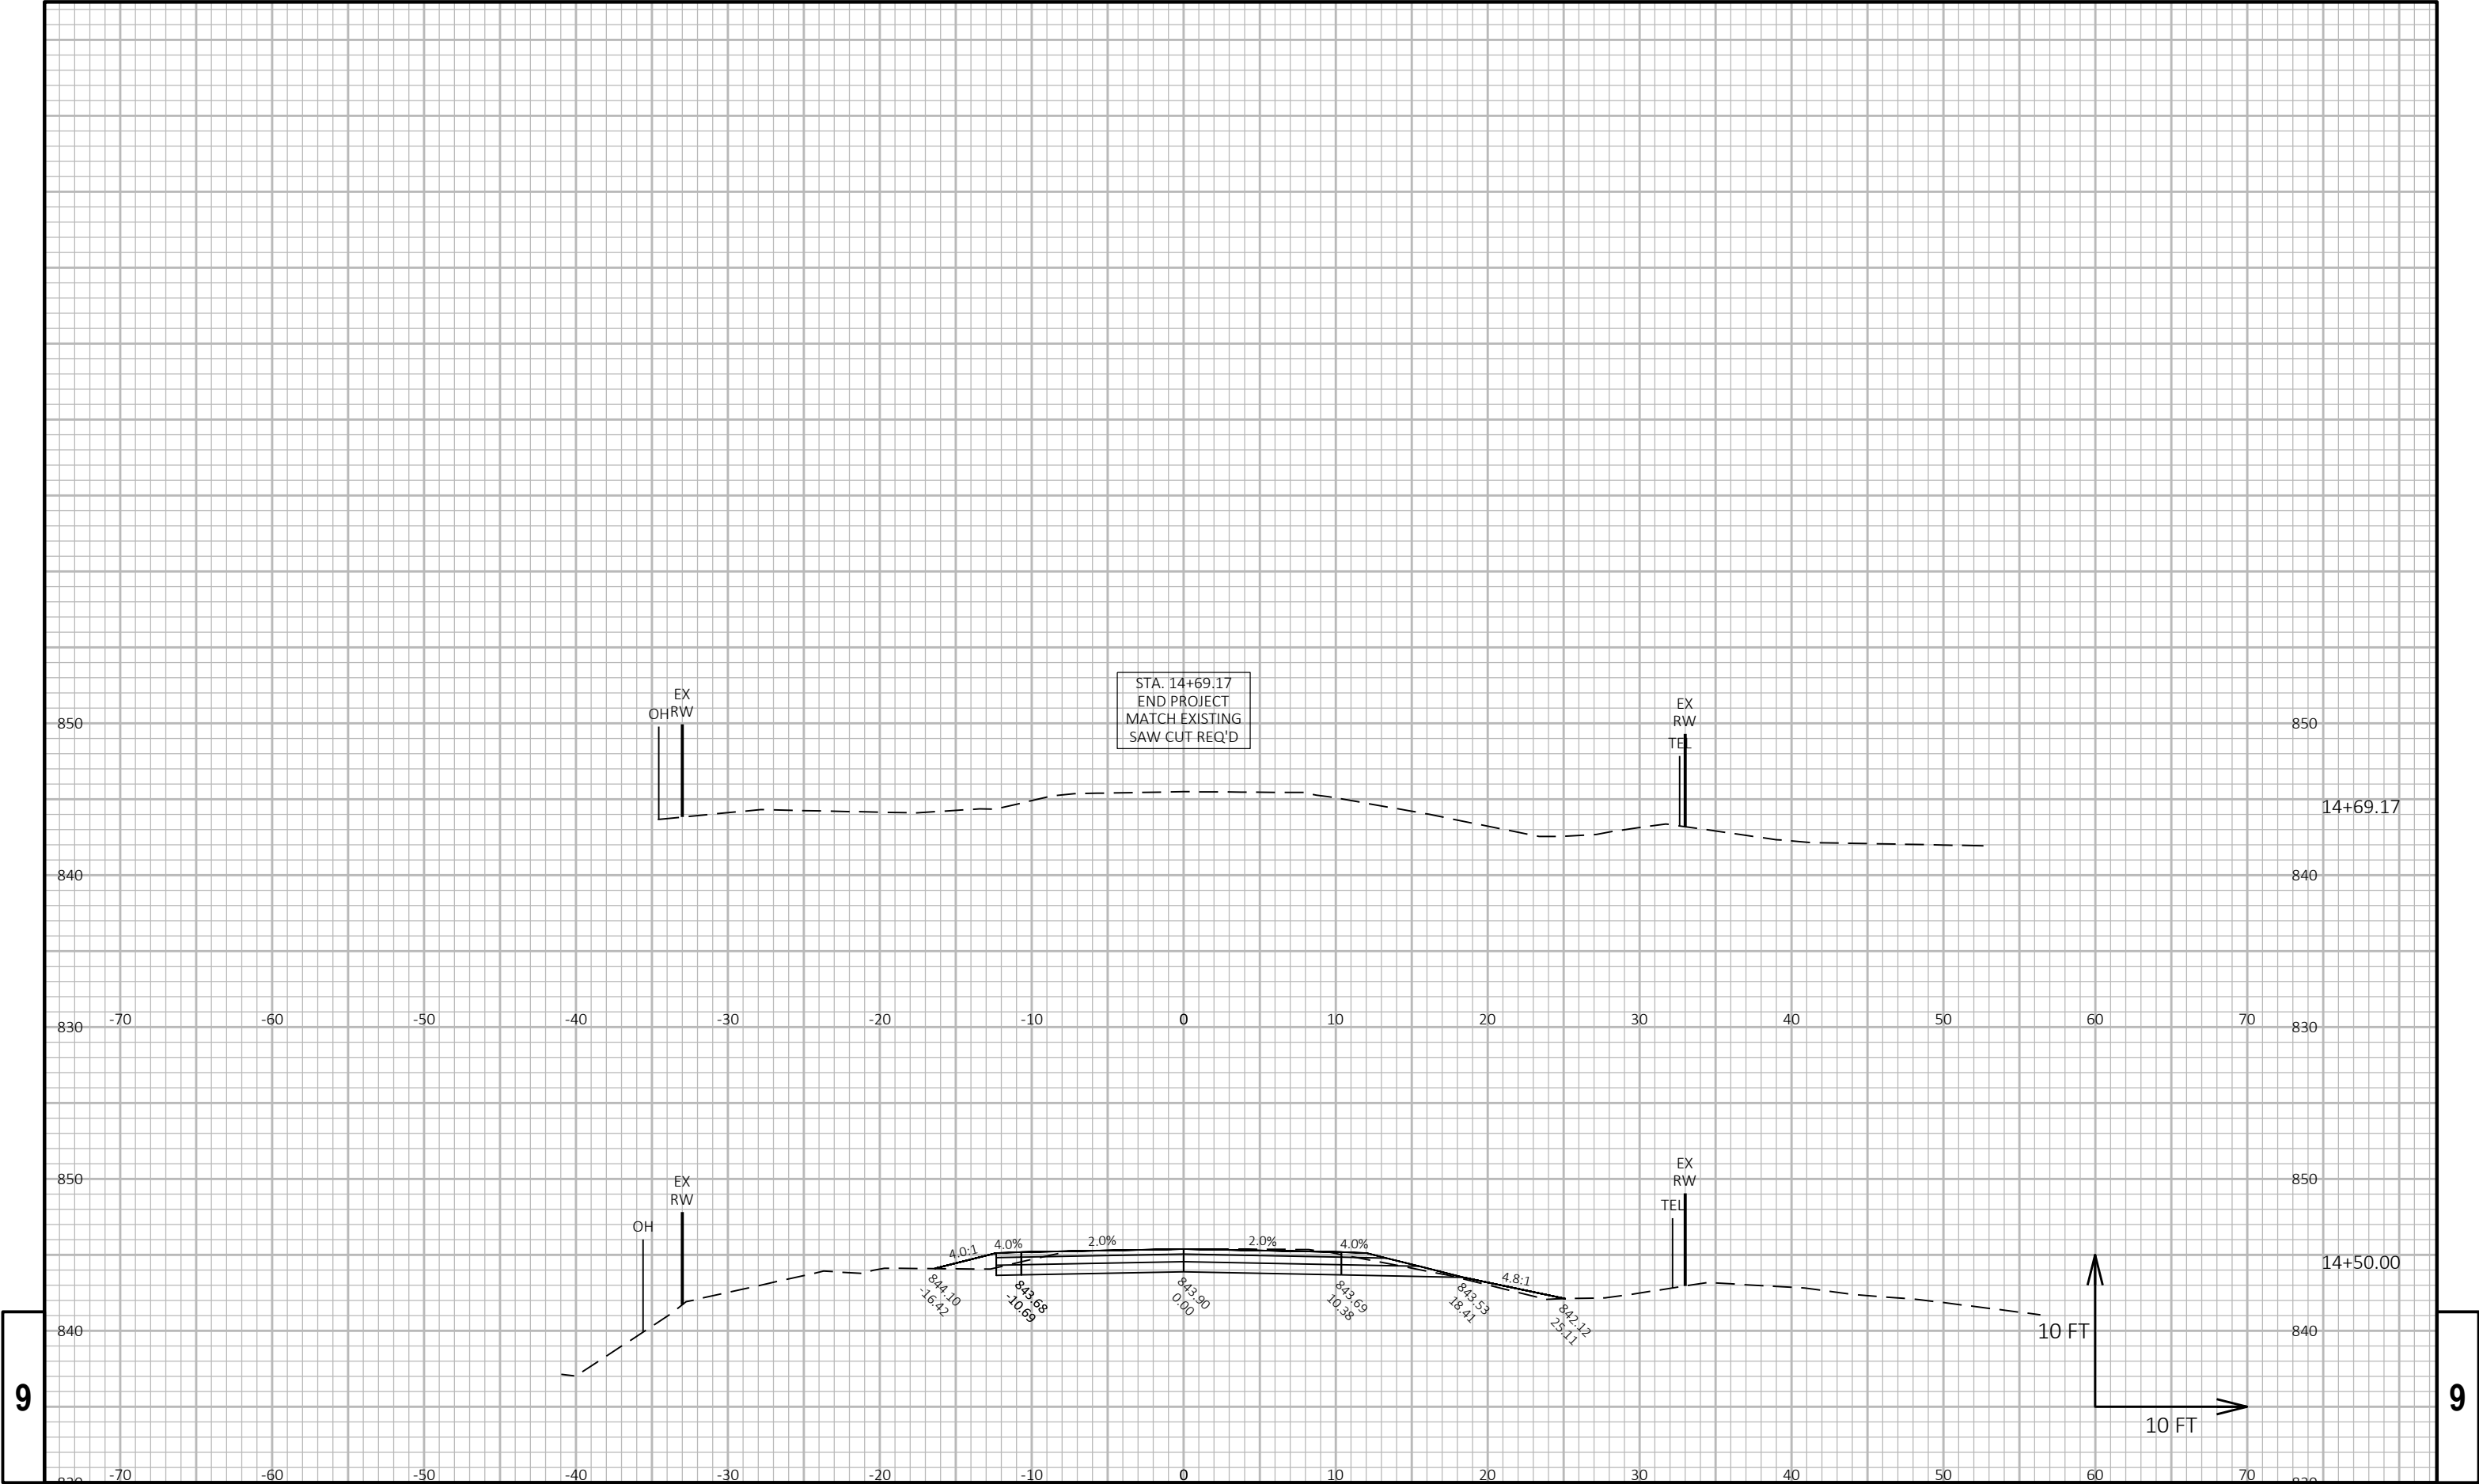 STA. 14+69.17
END PROJECT
MATCH EXISTING
SAW CUT REQ'D
EX
OH RW
EX
RW
TEL
850 850
14+69.17
840 840
830 -70 -60 -50 -40 -30 -20 -10 0 10 20 30 40 50 60 70 830
EX
RW
EX
RW
850 850
OH
TEL
4.0:1 4.0% 2.0% 2.0% 4.0% 4.8:1
14+50.00
844.10
-16.42
843.68
-10.69
843.90
0.00
843.69
10.38
843.53
18.41
842.12
25.11
840 10 FT 840
9 9
10 FT
830 -70 -60 -50 -40 -30 -20 -10 0 10 20 30 40 50 60 70 830